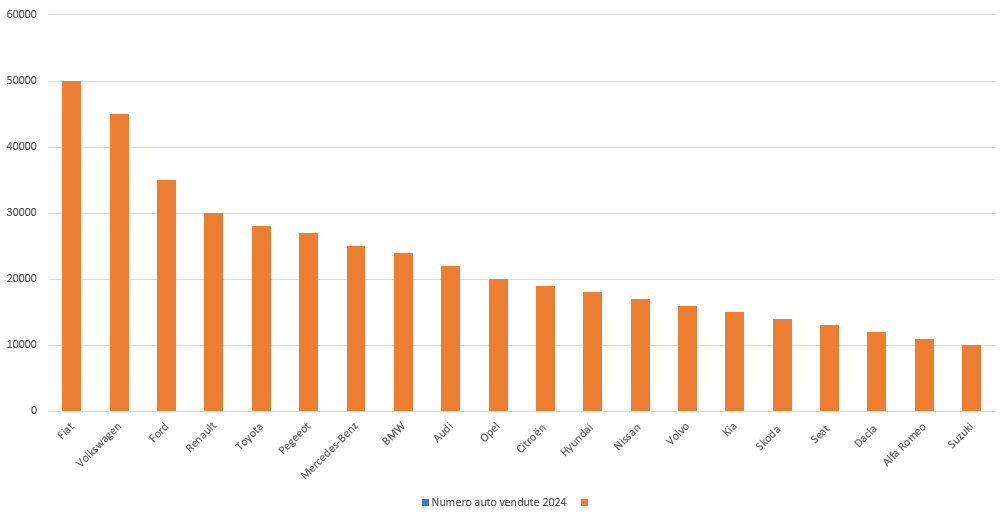 60000
50000
40000
30000
20000
10000
0
Fiat
Volkswagen
Ford
Renault
Toyota
Pegeeot
Mercedes-Benz
BMW
Audi
Opel
Citroën
Hyundai
Nissan
Volvo
Kia
Skoda
Seat
Dacia
Alfa Romeo
Suzuki
Numero auto vendute 2024